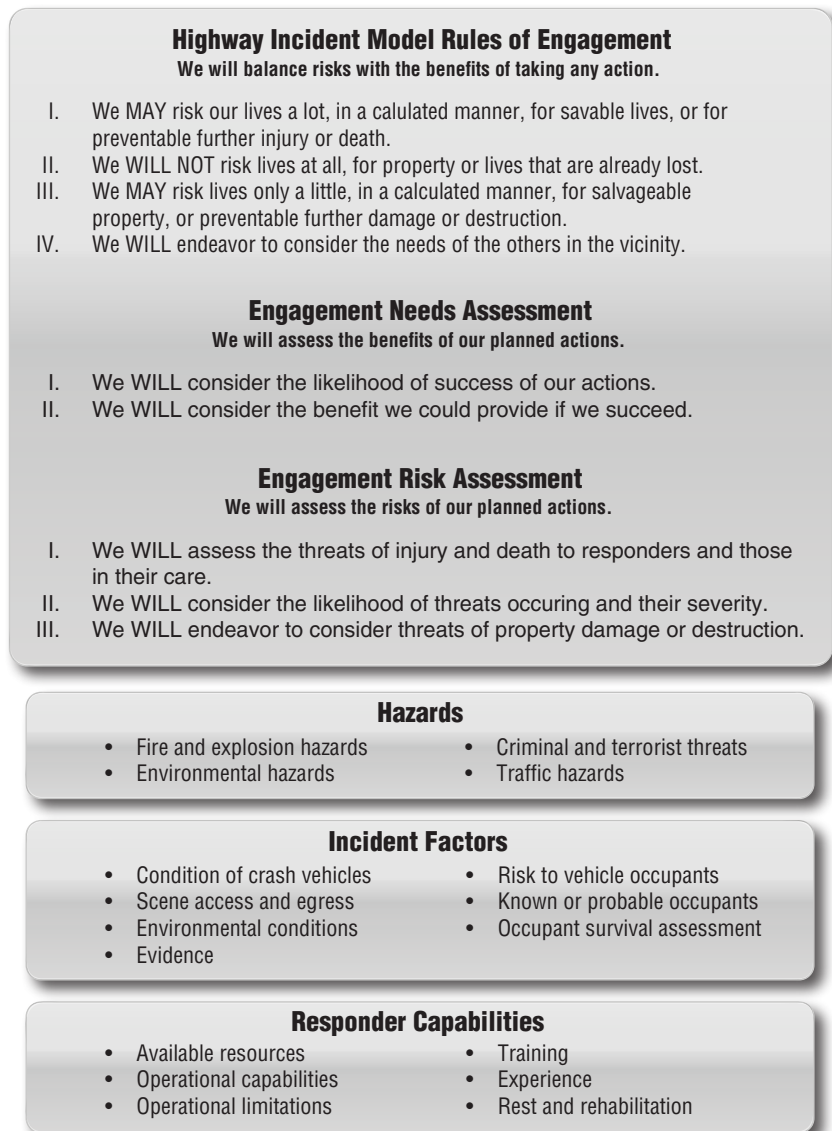 Highway Incident Model Rules of Engagement
We will balance risks with the benefits of taking any action.
I. We MAY risk our lives a lot, in a calulated manner, for savable lives, or for
preventable further injury or death.
II. We WILL NOT risk lives at all, for property or lives that are already lost.
III. We MAY risk lives only a little, in a calculated manner, for salvageable
property, or preventable further damage or destruction.
IV. We WILL endeavor to consider the needs of the others in the vicinity.
Engagement Needs Assessment
We will assess the benefits of our planned actions.
I. We WILL consider the likelihood of success of our actions.
II. We WILL consider the benefit we could provide if we succeed.
Engagement Risk Assessment
We will assess the risks of our planned actions.
I. We WILL assess the threats of injury and death to responders and those
in their care.
II. We WILL consider the likelihood of threats occuring and their severity.
III. We WILL endeavor to consider threats of property damage or destruction.
Hazards
• Fire and explosion hazards
• Environmental hazards
• Criminal and terrorist threats
• Traffic hazards
Incident Factors
• Condition of crash vehicles
• Scene access and egress
• Environmental conditions
• Evidence
• Risk to vehicle occupants
• Known or probable occupants
• Occupant survival assessment
Responder Capabilities
• Available resources
• Operational capabilities
• Operational limitations
• Training
• Experience
• Rest and rehabilitation